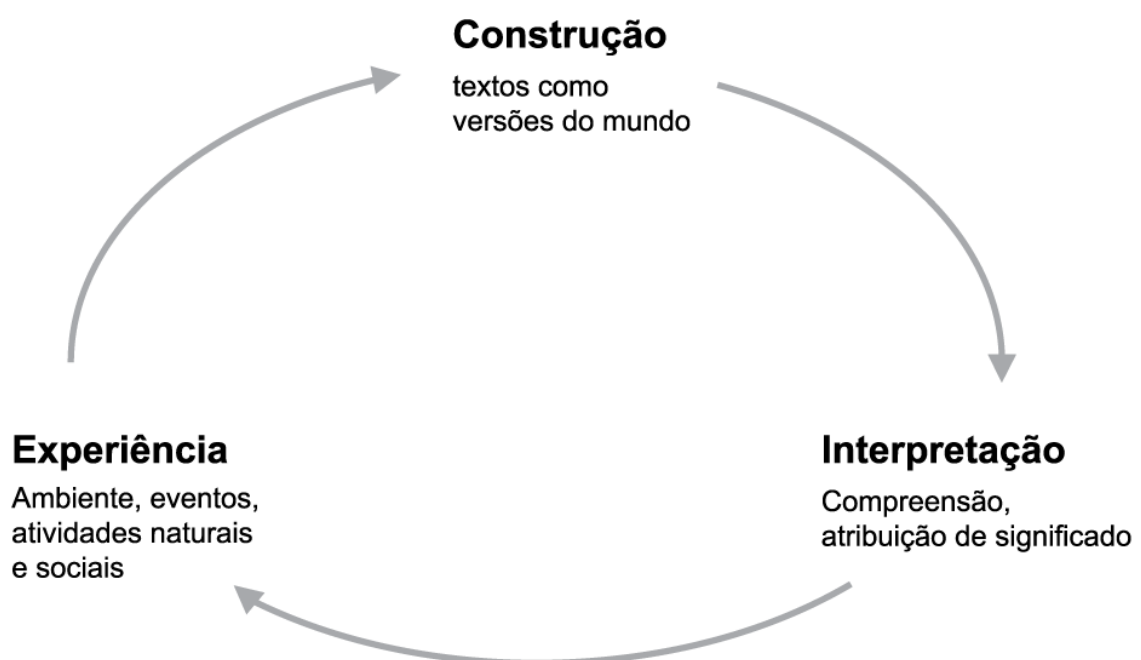 Construção
textos como
versões do mundo
Experiência
Ambiente, eventos,
atividades naturais
e sociais
Interpretação
Compreensão,
atribuição de significado